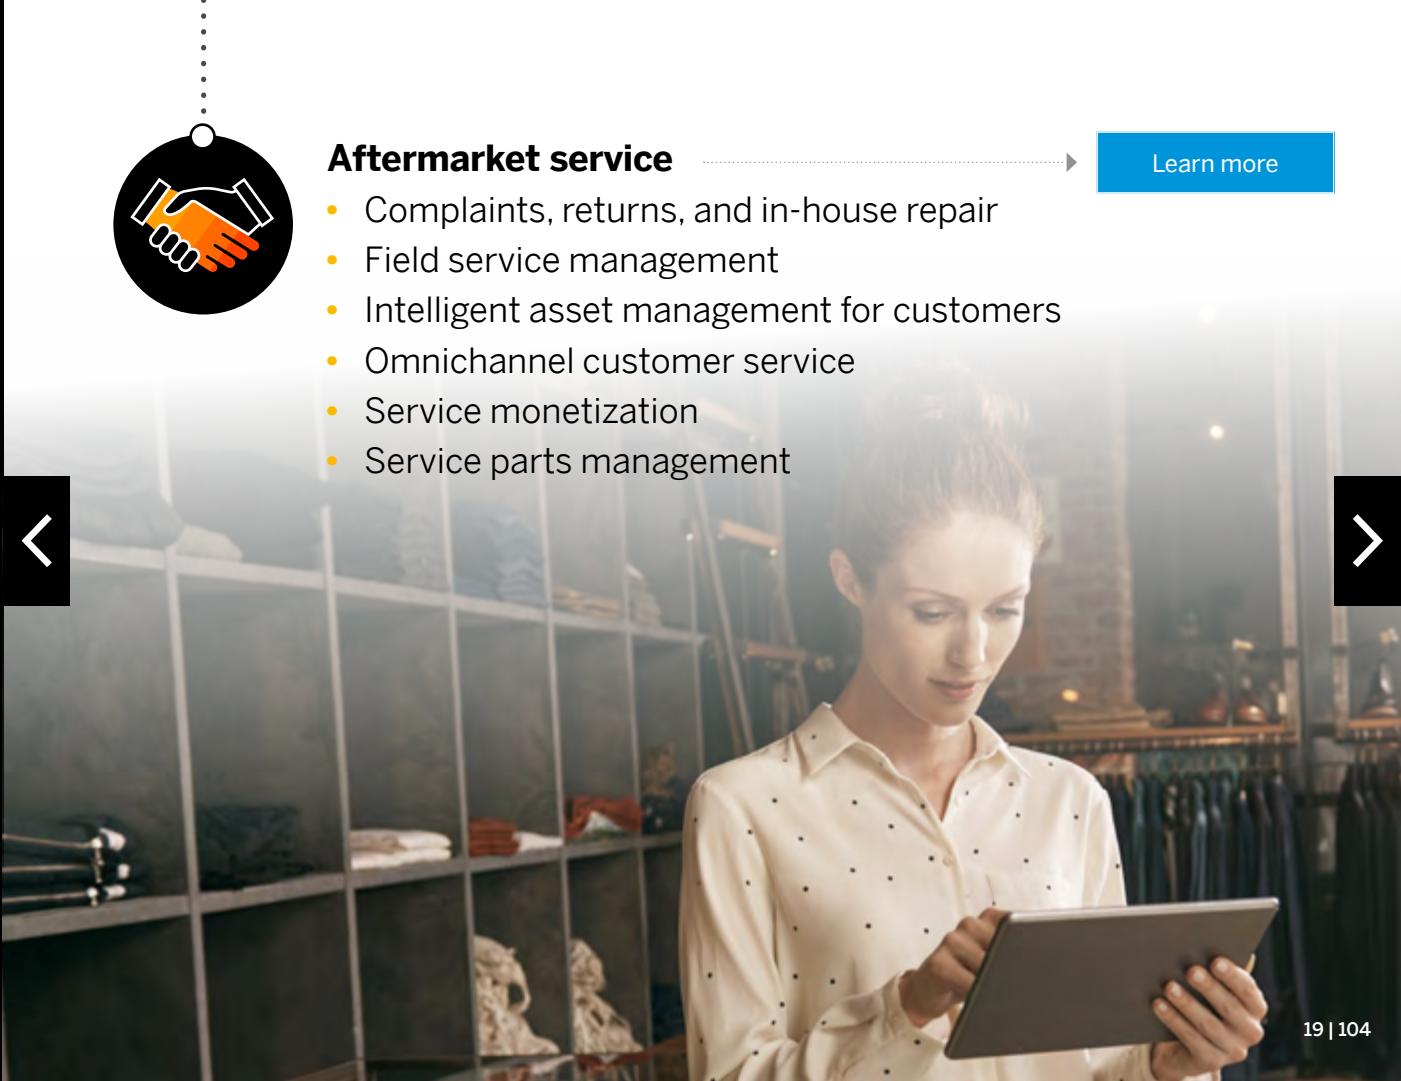 Aftermarket service
Learn more
• Complaints, returns, and in-house repair
• Field service management
• Intelligent asset management for customers
• Omnichannel customer service
• Service monetization
• Service parts management
19 | 104